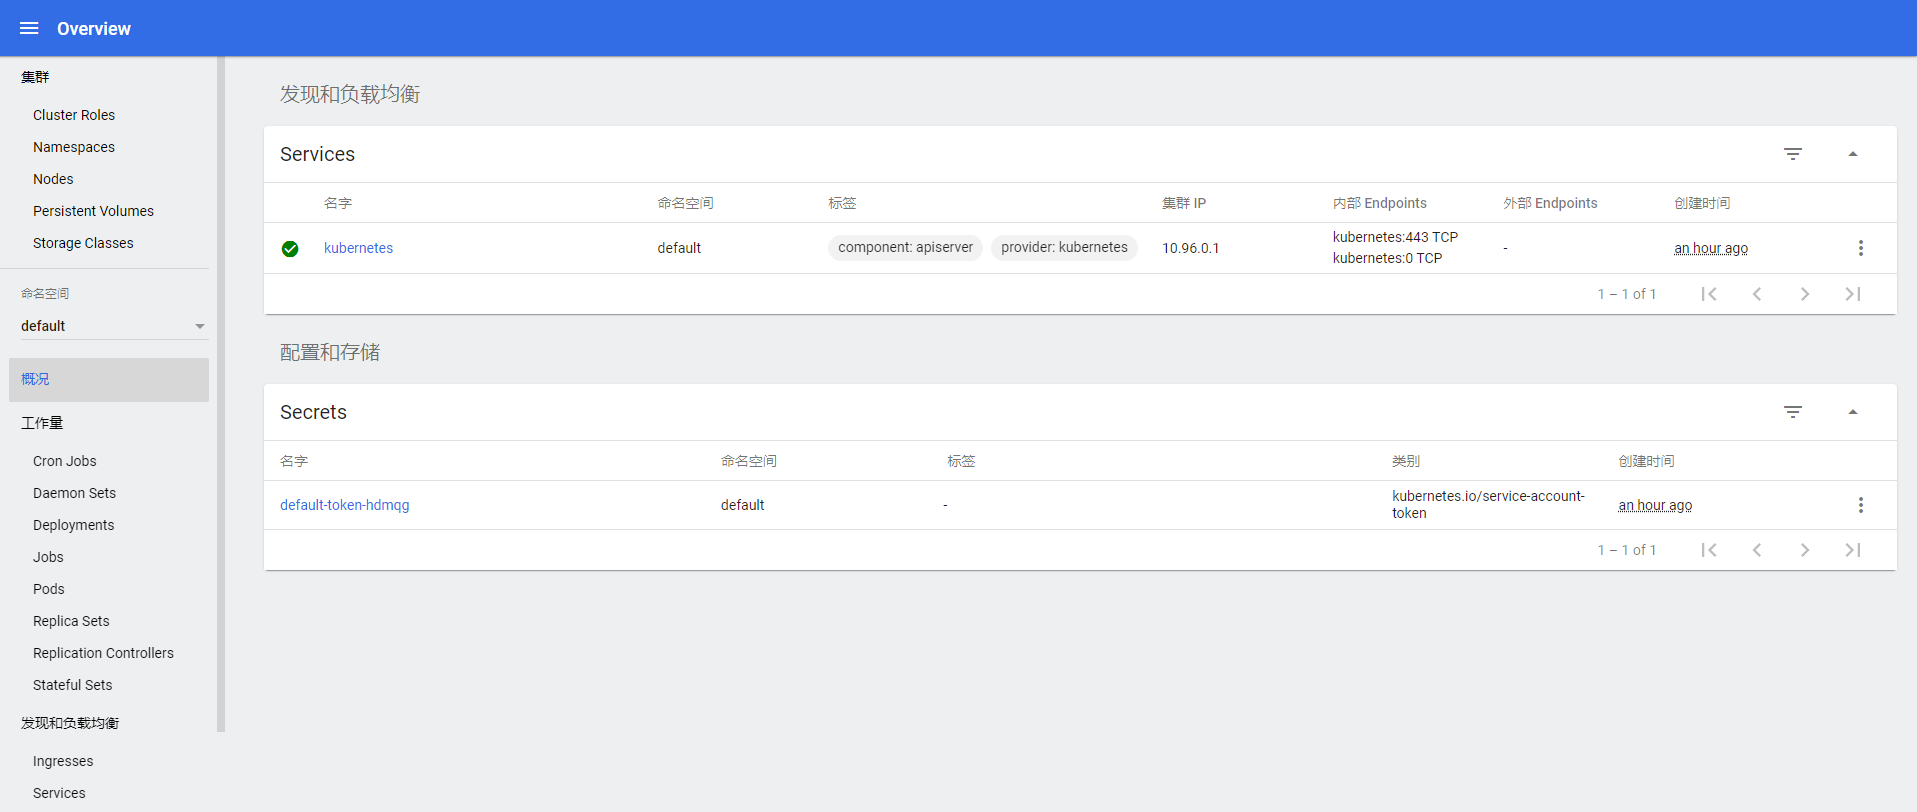 Overview
集群
Cluster Roles
Namespaces
Nodes
Persistent Volumes
Storage Classes
命名空间
default
概况
工作量
Cron Jobs
Daemon Sets
Deployments
Jobs
Pods
Replica Sets
Replication Controllers
Stateful Sets
发现和负载均衡
Ingresses
Services
发现和负载均衡
Services
名字 命名空间 标签 集群 IP 内部 Endpoints 外部 Endpoints 创建时间
kubernetes default component: apiserver provider: kubernetes 10.96.0.1 kubernetes:443 TCP - an hour ago
kubernetes:0 TCP
1 – 1 of 1
配置和存储
Secrets
名字 命名空间 标签 类别 创建时间
default-token-hdmqg default - kubernetes.io/service-account- an hour ago
token
1 – 1 of 1